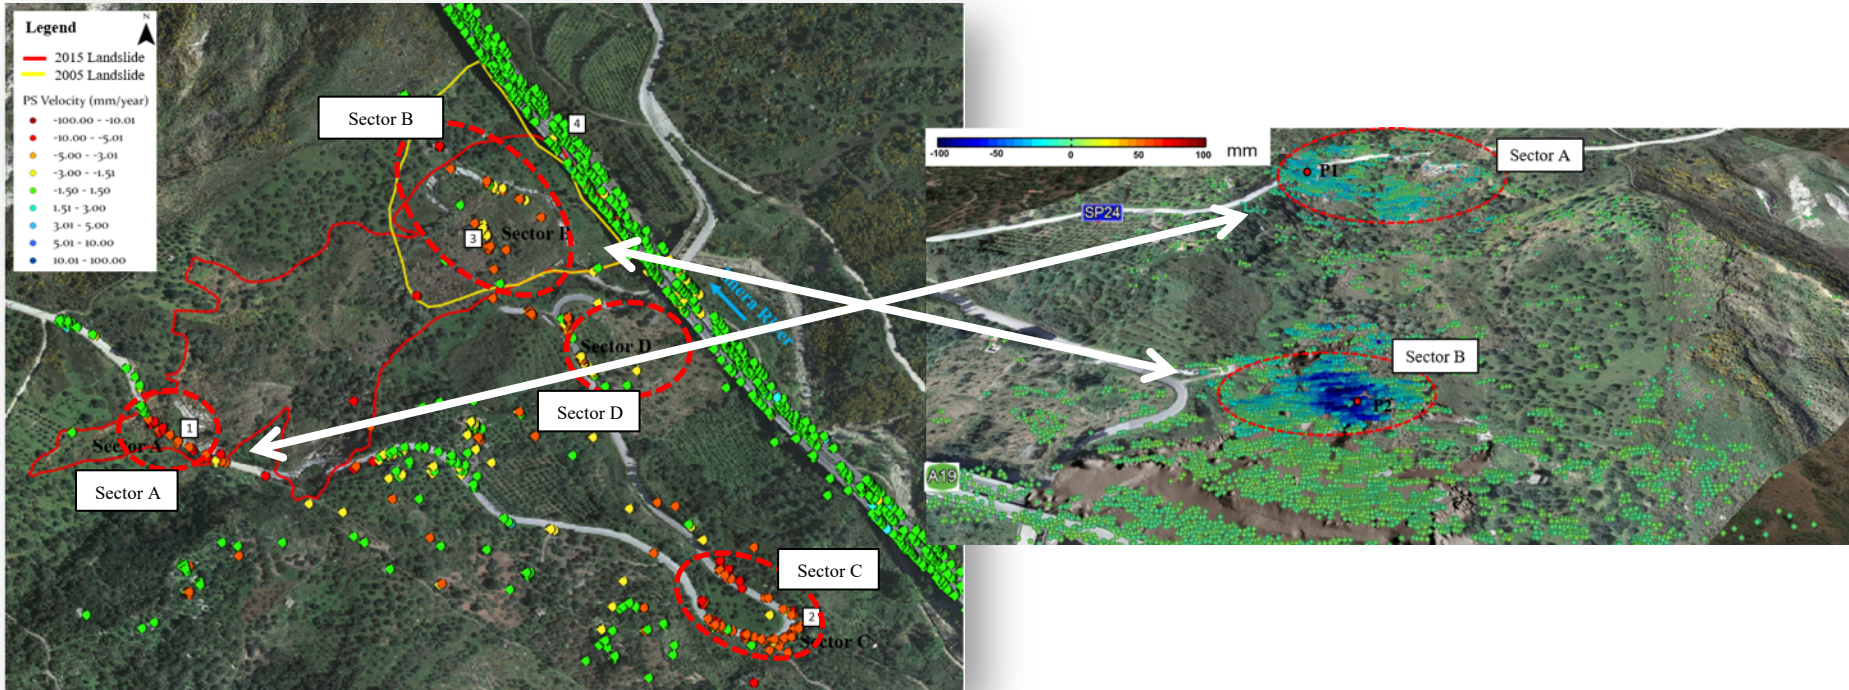 Legend
N
2015 Landslide
2005 Landslide
PS Velocity (mm/year)
-100.00 - -10.01
-10.00 - -5.01
-5.00 - -3.01
-3.00 - -1.51
-1.50 - 1.50
1.51 - 3.00
3.01 - 5.00
5.01 - 10.00
10.01 - 100.00
Sector B
4
3
Sector B
Imera River
Sector D
Sector D
1
Sector A
Sector A
Sector C
2
Sector C
-100 -50 0 50 100 mm
Sector A
P1
SP24
Sector B
P2
A19